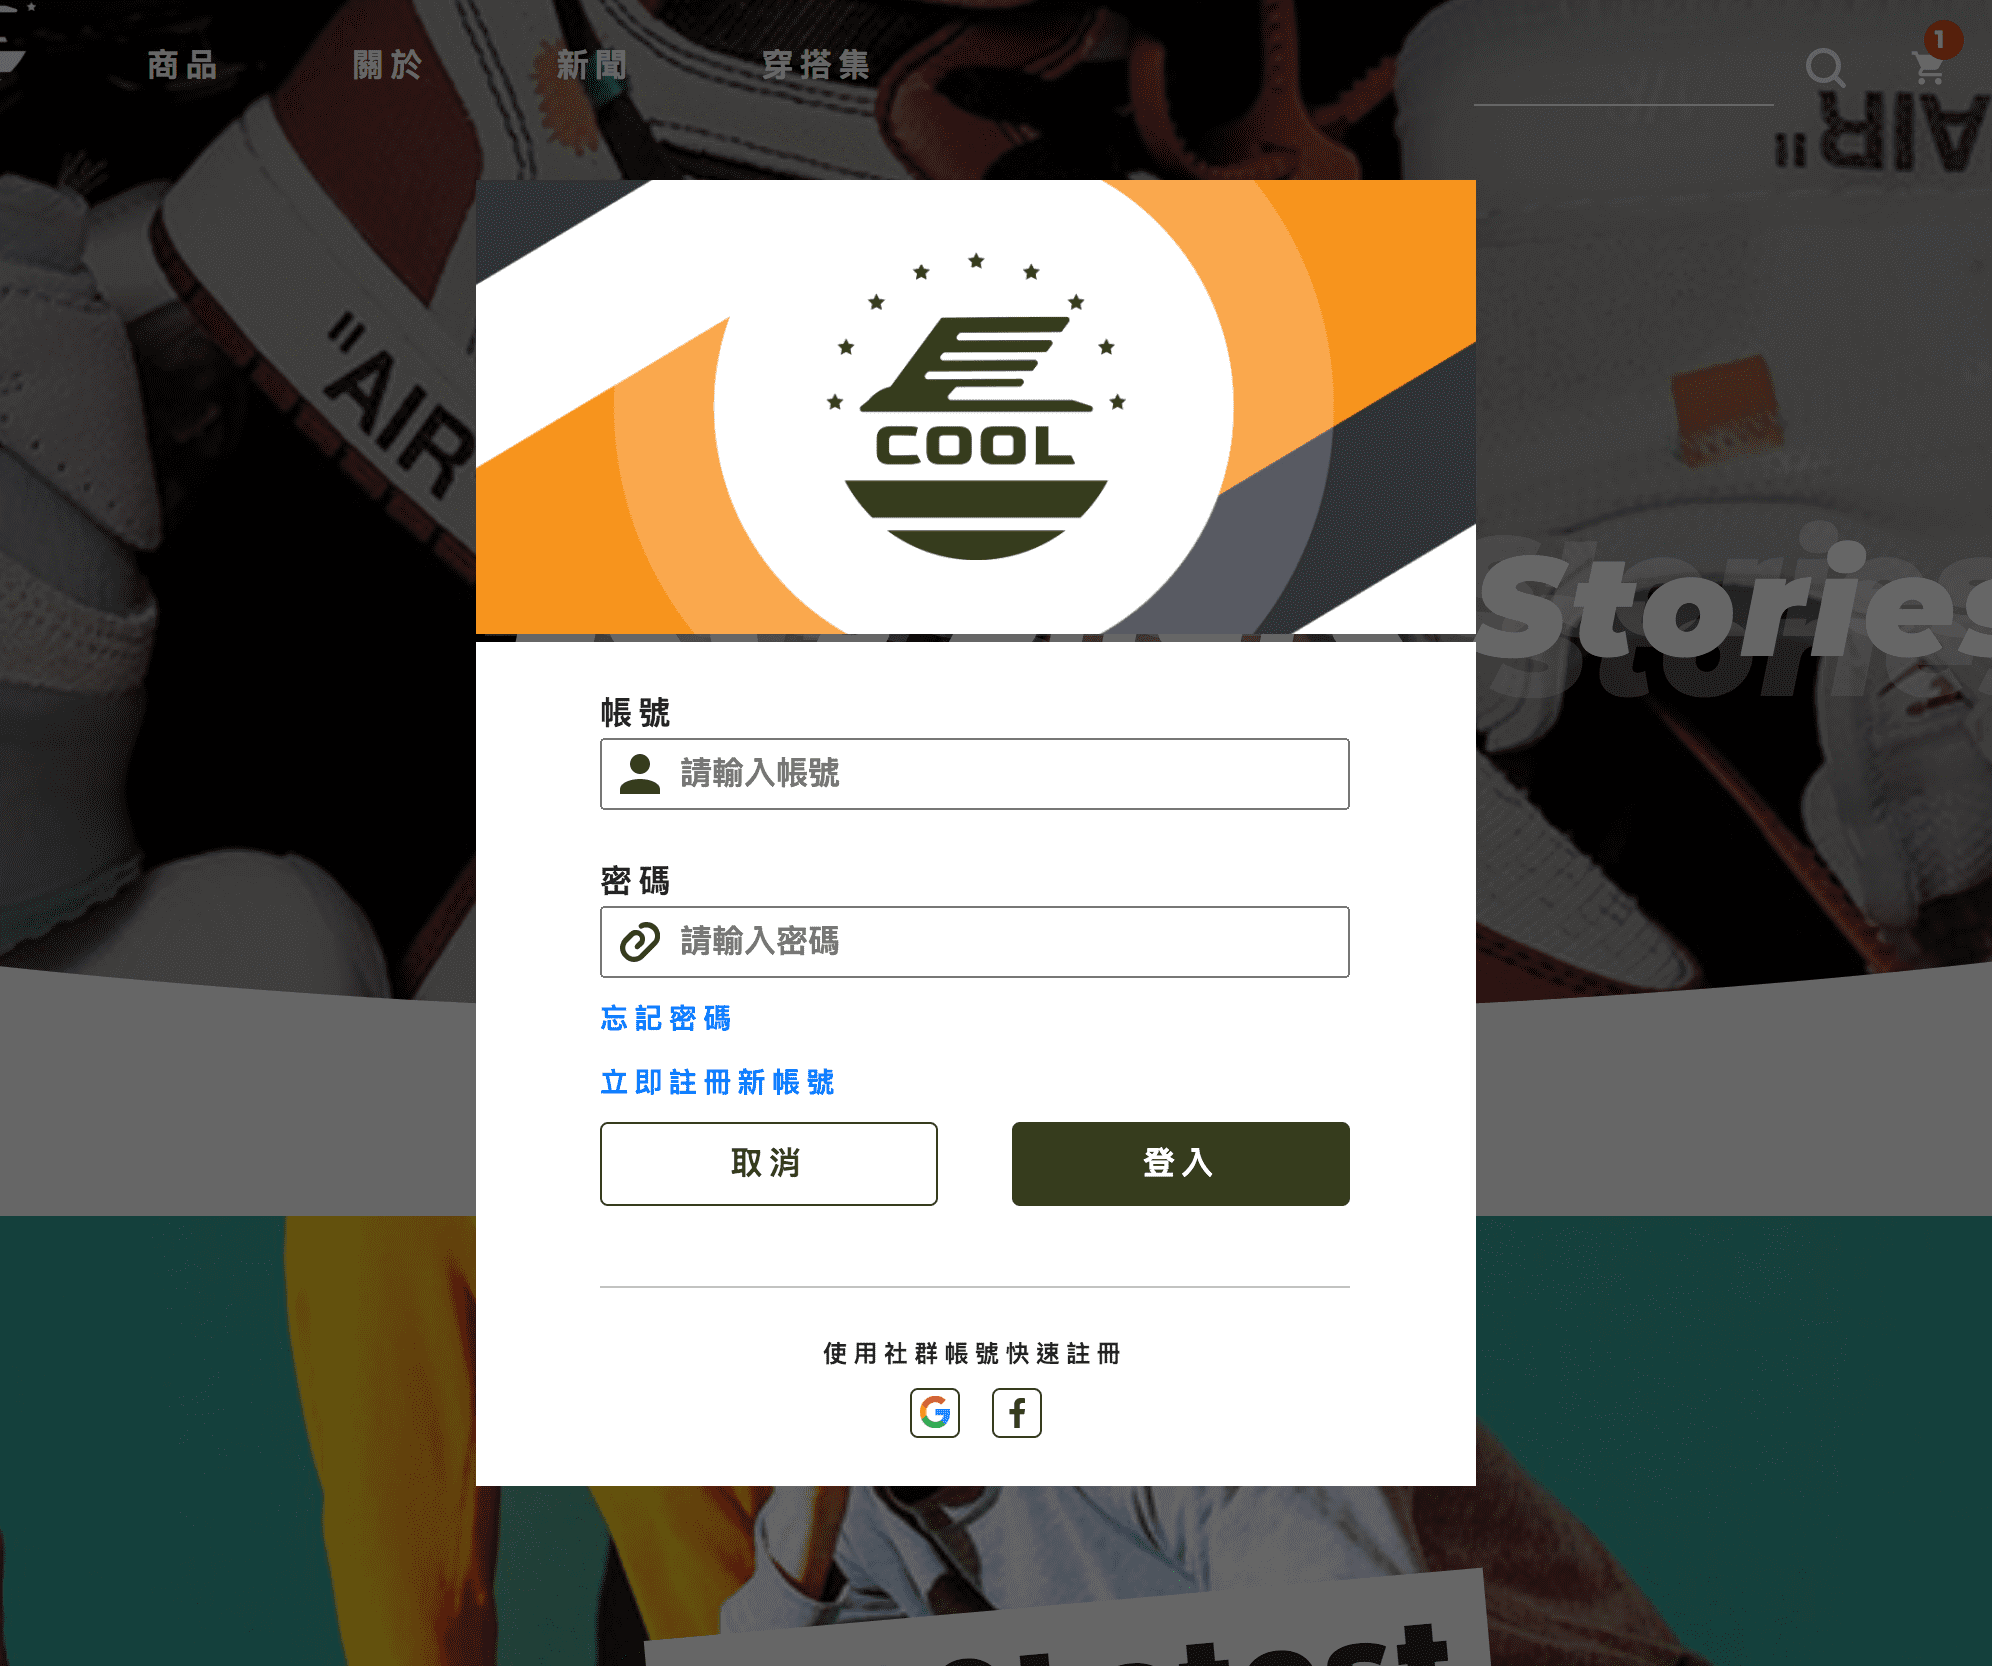 商品 關於 新聞 穿搭集
1
"AIR
"AIR
COOL
Stories
帳號
請輸入帳號
密碼
請輸入密碼
忘記密碼
立即註冊新帳號
取消 登入
使用社群帳號快速註冊